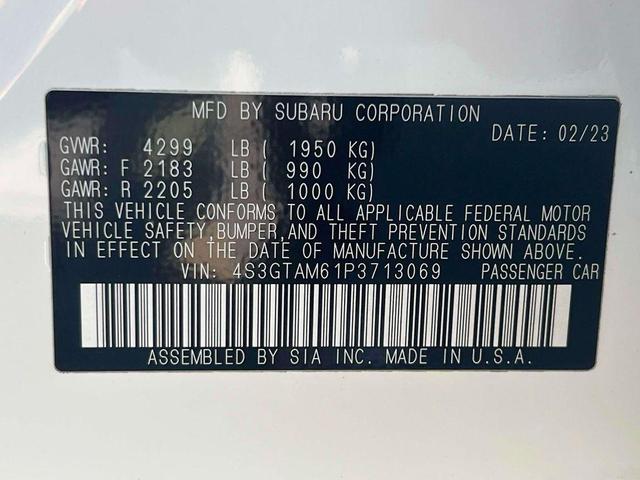 MFD BY SUBARU CORPORATION
DATE: 02/23
GVWR: 4299 LB ( 1950 KG)
GAWR: F 2183 LB ( 990 KG)
GAWR: R 2205 LB ( 1000 KG)
THIS VEHICLE CONFORMS TO ALL APPLICABLE FEDERAL MOTOR
VEHICLE SAFETY,BUMPER,AND THEFT PREVENTION STANDARDS
IN EFFECT ON THE DATE OF MANUFACTURE SHOWN ABOVE.
VIN: 4S3GTAM61P3713069 PASSENGER CAR
ASSEMBLED BY SIA INC. MADE IN U.S.A.